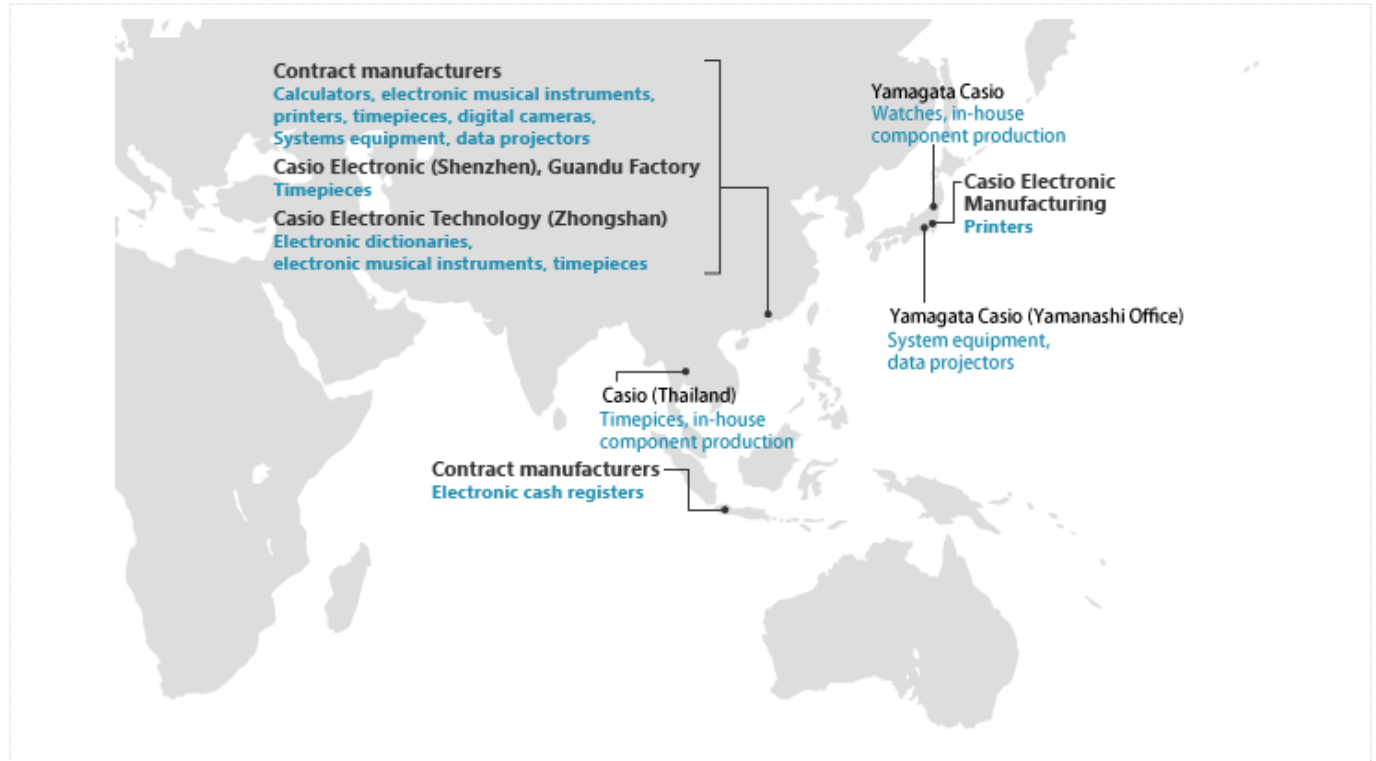 Contract manufacturers
Calculators, electronic musical instruments,
printers, timepieces, digital cameras,
Systems equipment, data projectors
Casio Electronic (Shenzhen), Guandu Factory
Timepieces
Casio Electronic Technology (Zhongshan)
Electronic dictionaries,
electronic musical instruments, timepieces
Yamagata Casio
Watches, in-house
component production
Casio Electronic
Manufacturing
Printers
Yamagata Casio (Yamanashi Office)
System equipment,
data projectors
Casio (Thailand)
Timepices, in-house
component production
Contract manufacturers
Electronic cash registers